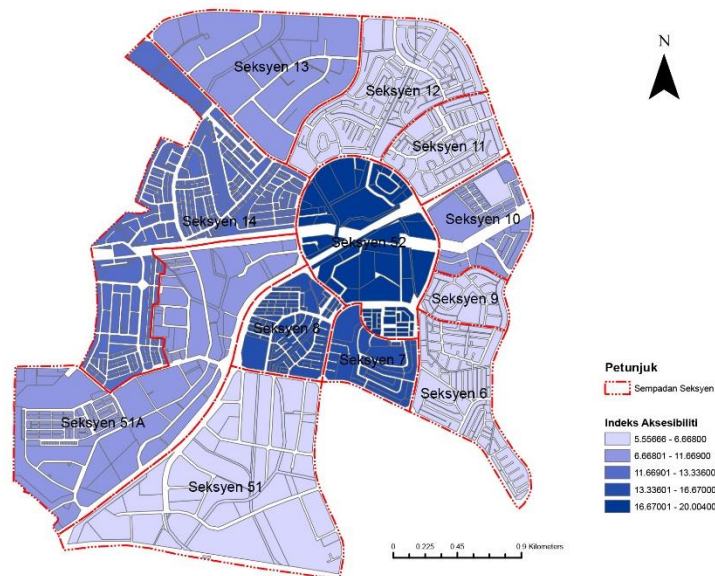 N
Seksyen 13
Seksyen 12
Seksyen 11
Seksyen 14
Seksyen 10
Seksyen 52
Seksyen 9
Seksyen 8
Seksyen 7
Seksyen 6
Seksyen 51A
Seksyen 51
Petunjuk
Sempadan Seksyen
Indeks Aksesibiliti
5.55666 - 6.66800
6.66801 - 11.66900
11.66901 - 13.33600
13.33601 - 16.67000
16.67001 - 20.00400
0 0.225 0.45 0.9 Kilometers